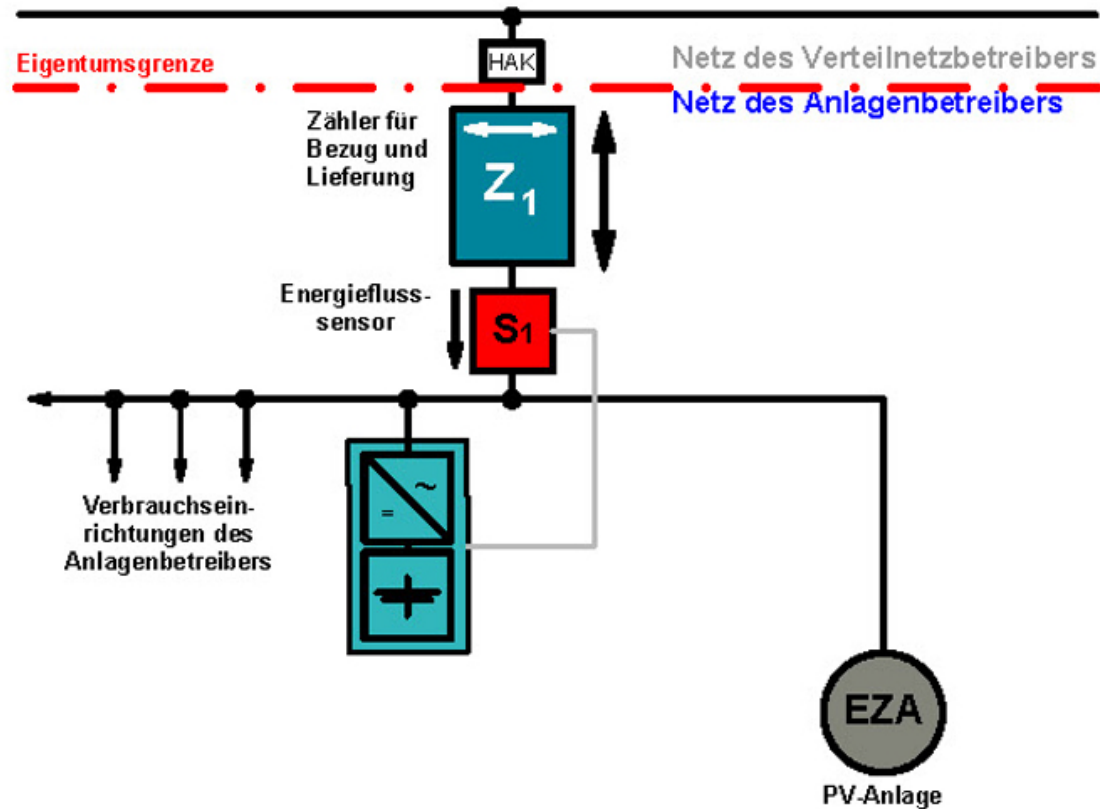 HAK
Netz des Verteilnetzbetreibers
Eigentumsgrenze
Netz des Anlagenbetreibers
Zähler für
Bezug und
Lieferung
Z1
Energiefluss-
sensor
S1
~
=
Verbrauchsein-
richtungen des
Anlagenbetreibers
EZA
PV-Anlage